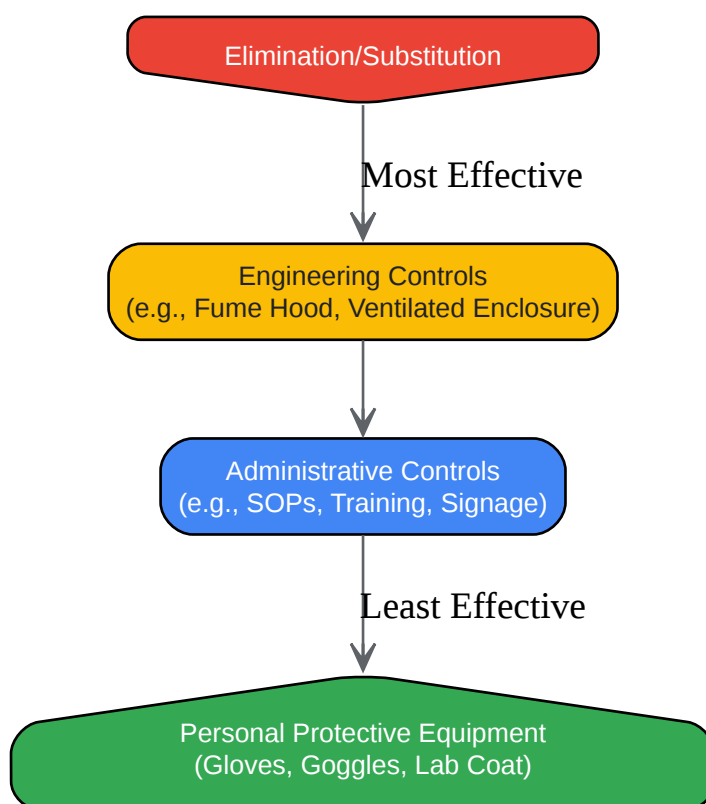 Elimination/Substitution
Most Effective
Engineering Controls
(e.g., Fume Hood, Ventilated Enclosure)
Administrative Controls
(e.g., SOPs, Training, Signage)
Least Effective
Personal Protective Equipment
(Gloves, Goggles, Lab Coat)